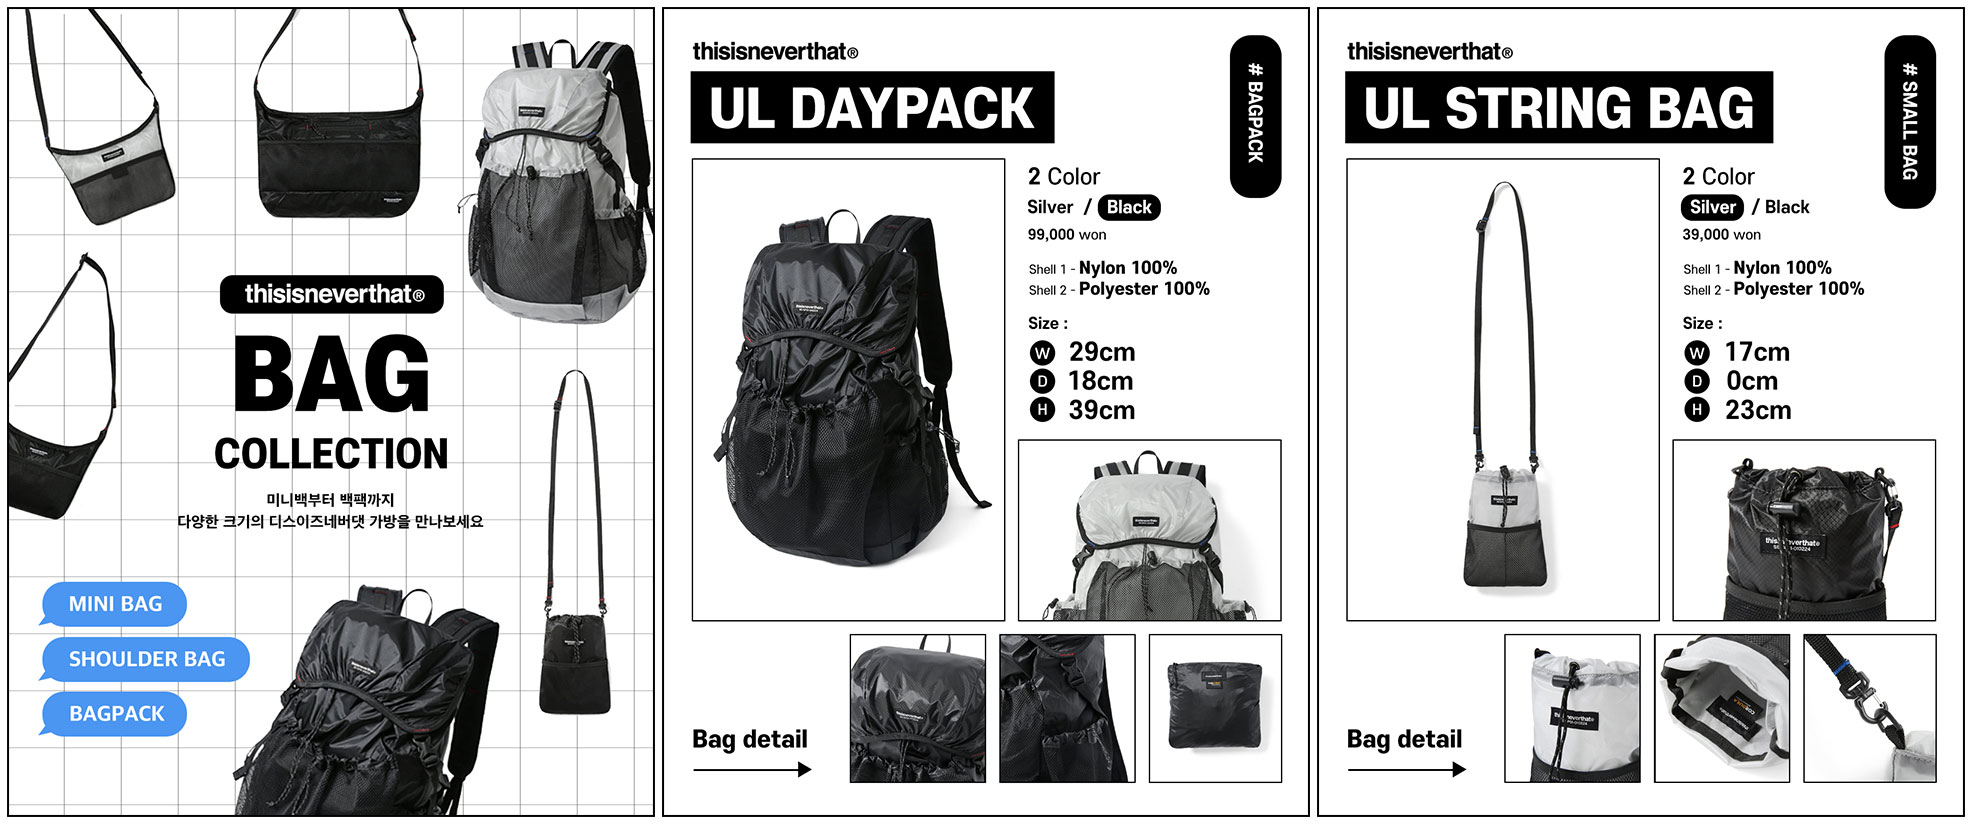 thisisneverthat®
BAG
COLLECTION
미니백부터 백팩까지
다양한 크기의 디스이즈네버댓 가방을 만나보세요
MINI BAG
SHOULDER BAG
BAGPACK
thisisneverthat®
UL DAYPACK
# BAGPACK
2 Color
Silver / Black
99,000 won
Shell 1 - Nylon 100%
Shell 2 - Polyester 100%
Size :
W 29cm
D 18cm
H 39cm
Bag detail
thisisneverthat®
UL STRING BAG
# SMALL BAG
2 Color
Silver / Black
39,000 won
Shell 1 - Nylon 100%
Shell 2 - Polyester 100%
Size :
W 17cm
D 0cm
H 23cm
Bag detail